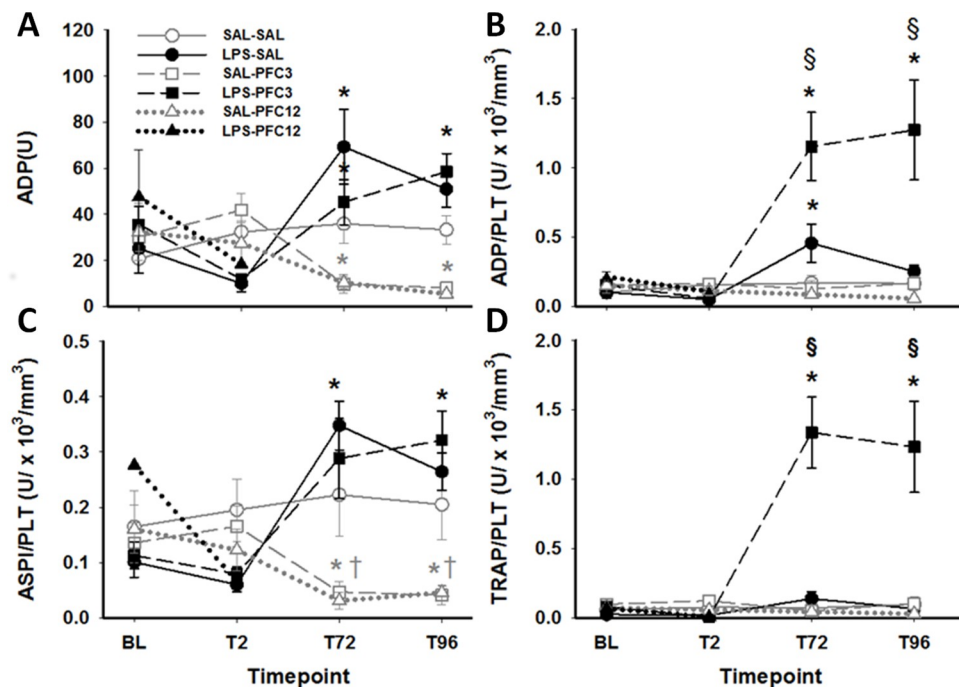 A
120
100
80
60
40
20
0
ADP(U)
SAL-SAL
LPS-SAL
SAL-PFC3
LPS-PFC3
SAL-PFC12
LPS-PFC12
*
*
*
*
*
B
2.0
1.5
1.0
0.5
0.0
ADP/PLT (U/ x 10³/mm³)
§
§
*
*
*
C
0.5
0.4
0.3
0.2
0.1
0.0
ASPI/PLT (U/ x 10³/mm³)
*
*
*†
*†
BL
T2
T72
T96
Timepoint
D
2.0
1.5
1.0
0.5
0.0
TRAP/PLT (U/ x 10³/mm³)
§
§
*
*
BL
T2
T72
T96
Timepoint